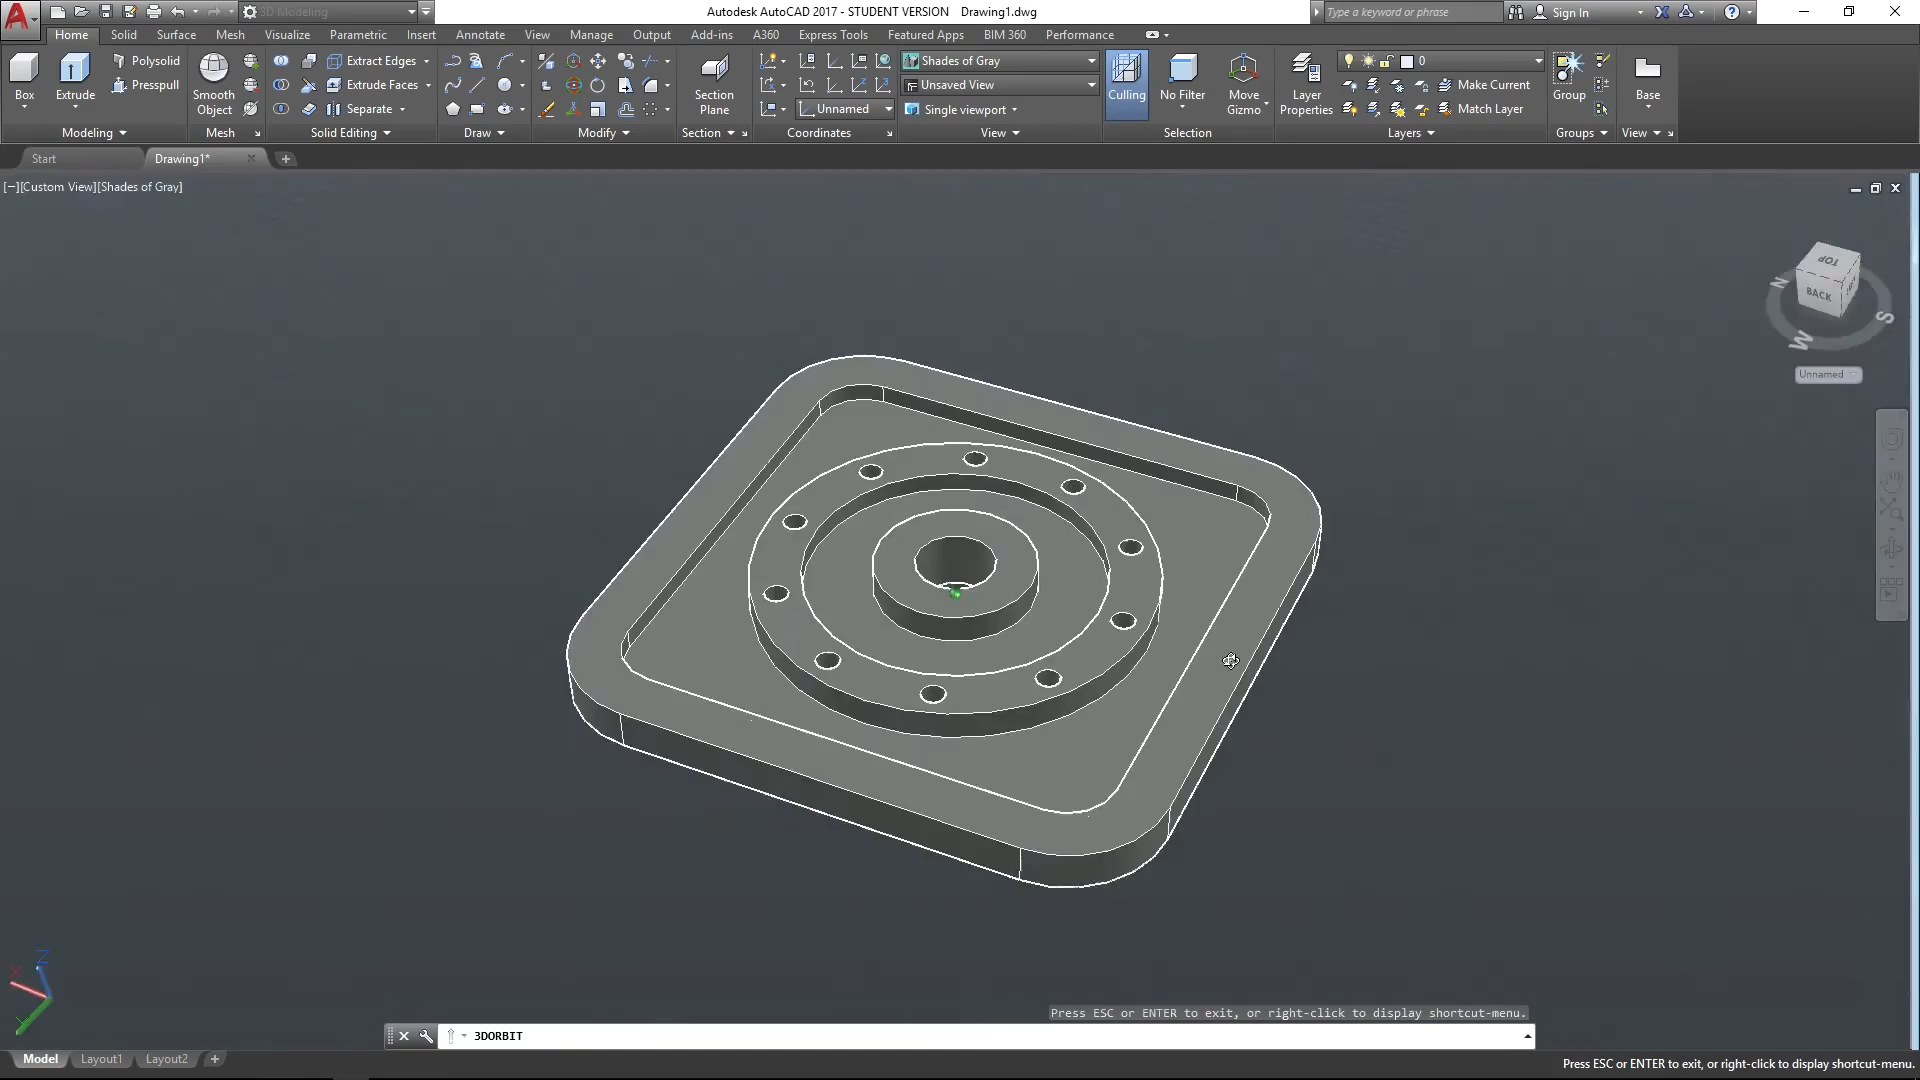 3D Modeling
Autodesk AutoCAD 2017 - STUDENT VERSION Drawing1.dwg
Type a keyword or phrase
Sign In
Home Solid Surface Mesh Visualize Parametric Insert Annotate View Manage Output Add-ins A360 Express Tools Featured Apps BIM 360 Performance
Box
Extrude
Polysolid
Presspull
Modeling
Smooth
Object
Mesh
Extract Edges
Extrude Faces
Separate
Solid Editing
Draw
Modify
Section
Plane
Section
Unnamed
Coordinates
Shades of Gray
Unsaved View
Single viewport
View
Culling
No Filter
Move
Gizmo
Selection
Layer
Properties
0
Make Current
Match Layer
Layers
Group
Groups
Base
View
Start
Drawing1*
[−][Custom View][Shades of Gray]
TOP
BACK
N
S
W
Unnamed
Z
X
Y
Press ESC or ENTER to exit, or right-click to display shortcut-menu.
3DORBIT
Model Layout1 Layout2
Press ESC or ENTER to exit, or right-click to display shortcut-menu.